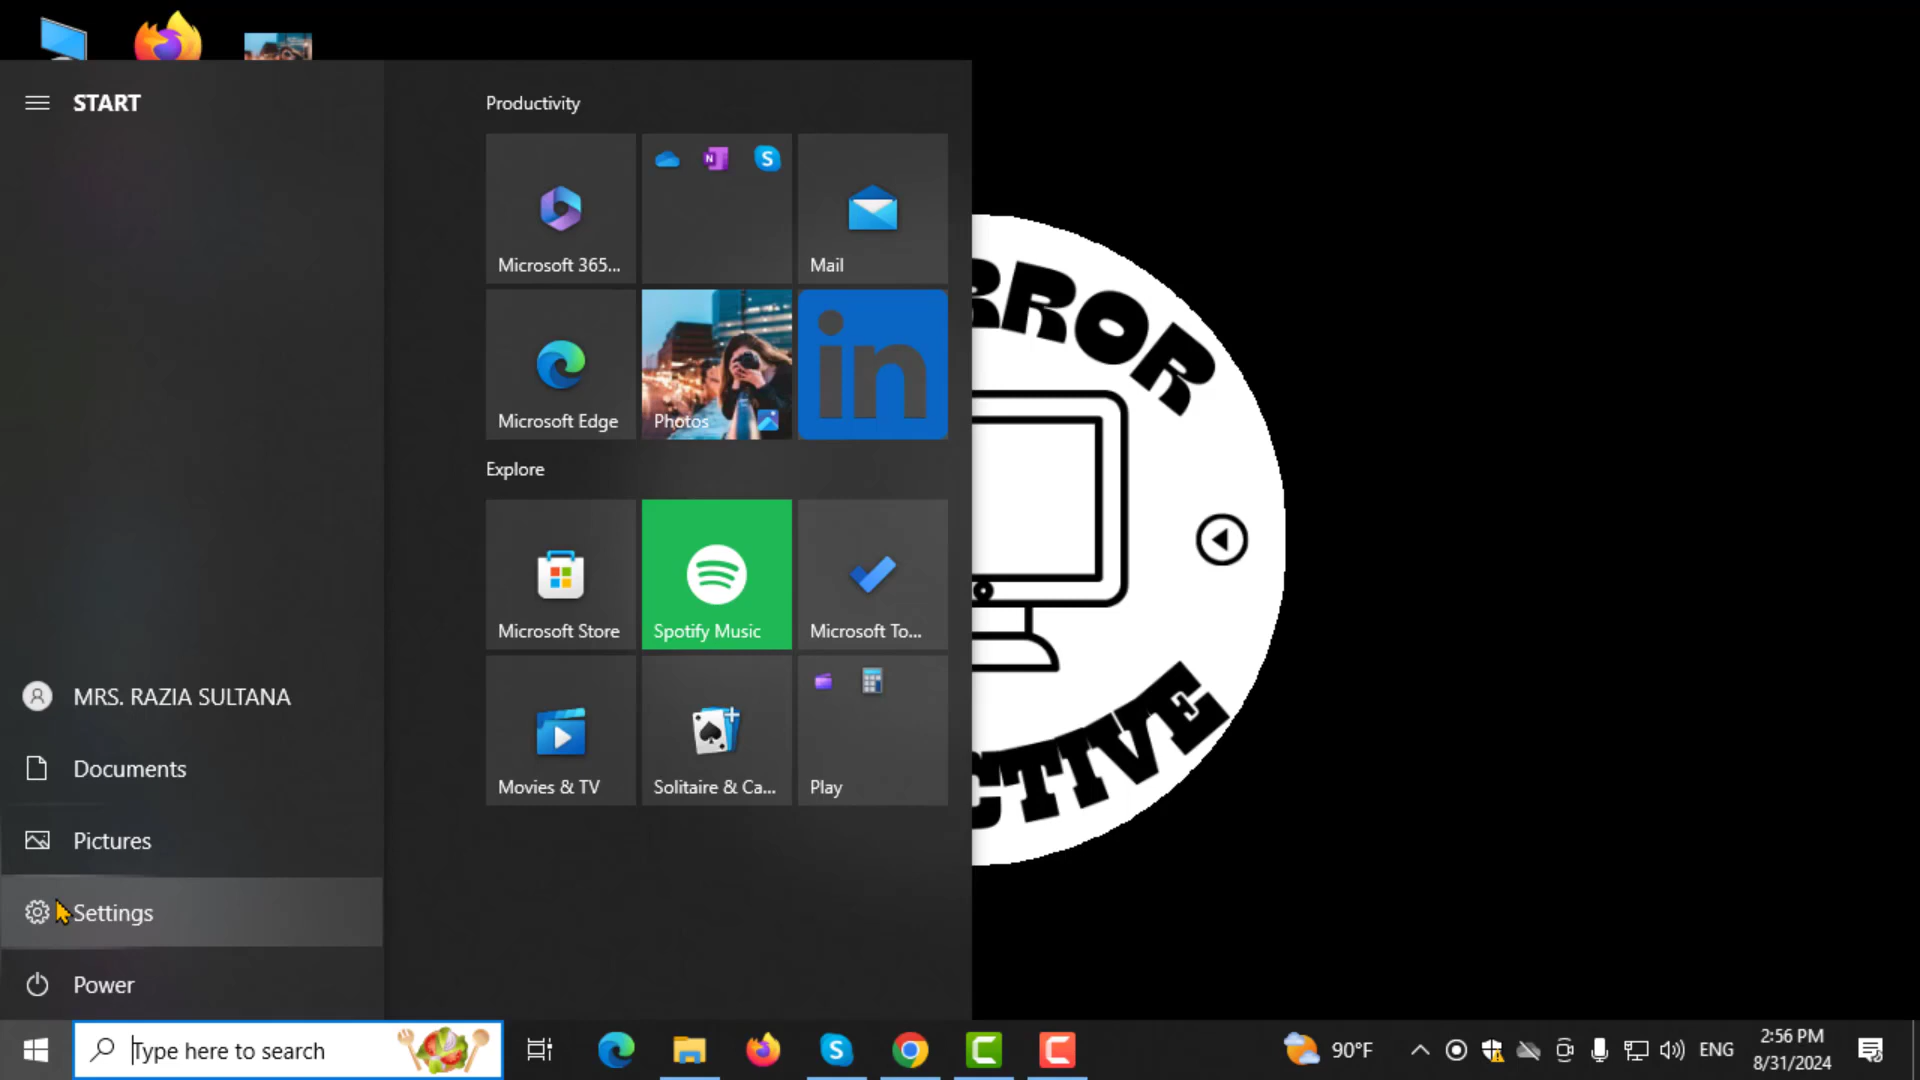 START
Productivity
Microsoft 365...
Mail
Microsoft Edge
Photos
in
Explore
Microsoft Store
Spotify Music
Microsoft To...
Movies & TV
Solitaire & Ca...
Play
MRS. RAZIA SULTANA
Documents
Pictures
Settings
Power
Type here to search
90°F
ENG
2:56 PM
8/31/2024